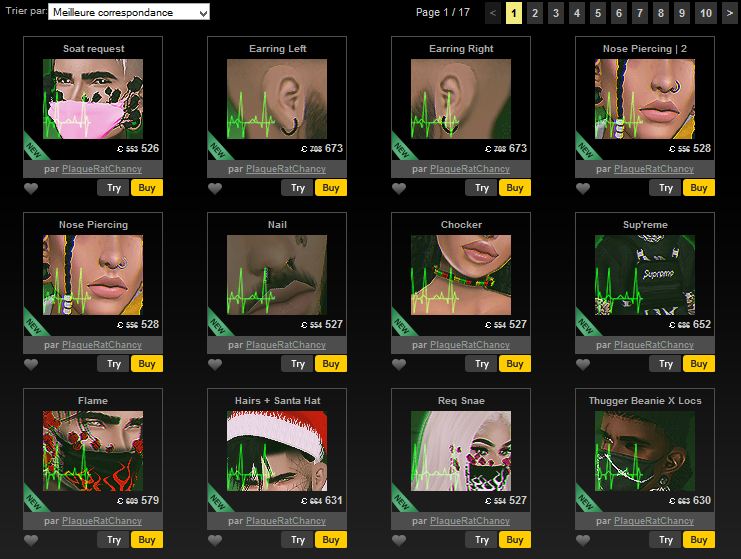 Trier par: Meilleure correspondance
Page 1 / 17 < 1 2 3 4 5 6 7 8 9 10 >
Soat request Earring Left Earring Right Nose Piercing | 2
NEW NEW NEW NEW
553 526 708 673 708 673 556 528
par PlaqueRatChancy par PlaqueRatChancy par PlaqueRatChancy par PlaqueRatChancy
Try Buy Try Buy Try Buy Try Buy
Nose Piercing Nail Chocker Sup'reme
Supreme
NEW NEW NEW NEW
556 528 554 527 554 527 686 652
par PlaqueRatChancy par PlaqueRatChancy par PlaqueRatChancy par PlaqueRatChancy
Try Buy Try Buy Try Buy Try Buy
Flame Hairs + Santa Hat Req Snae Thugger Beanie X Locs
NEW NEW NEW NEW
609 579 664 631 554 527 663 630
par PlaqueRatChancy par PlaqueRatChancy par PlaqueRatChancy par PlaqueRatChancy
Try Buy Try Buy Try Buy Try Buy